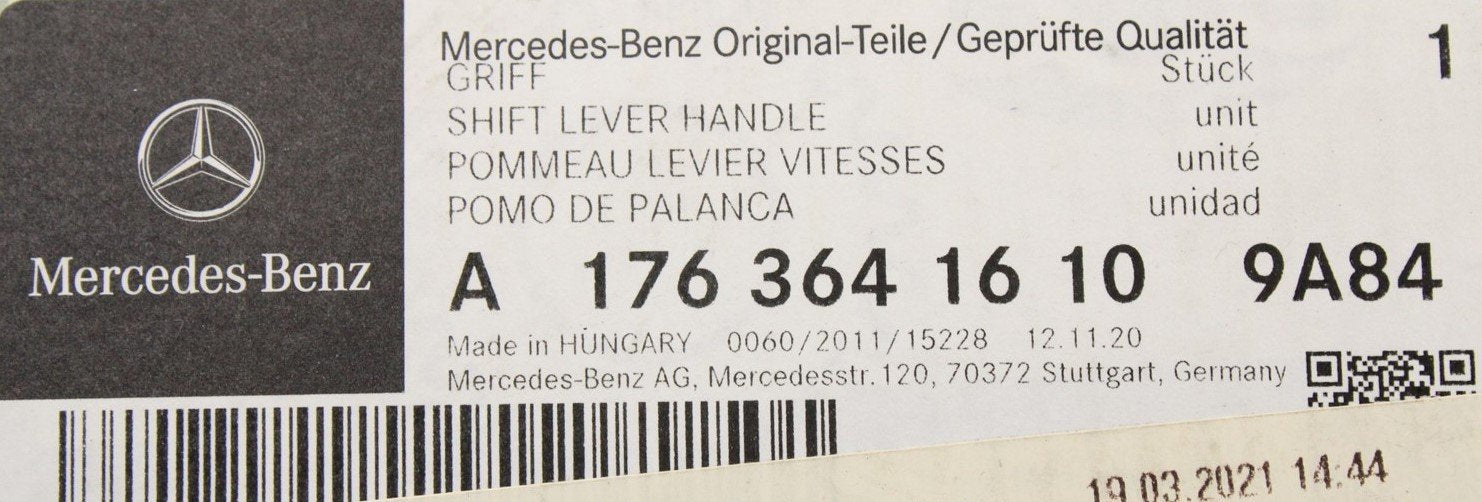 Mercedes-Benz
Mercedes-Benz Original-Teile/Geprüfte Qualität
GRIFF Stück 1
SHIFT LEVER HANDLE unit
POMMEAU LEVIER VITESSES unité
POMO DE PALANCA unidad
A 176 364 16 10 9A84
Made in HUNGARY 0060/2011/15228 12.11.20
Mercedes-Benz AG, Mercedesstr. 120, 70372 Stuttgart, Germany
19.03.2021 14:44